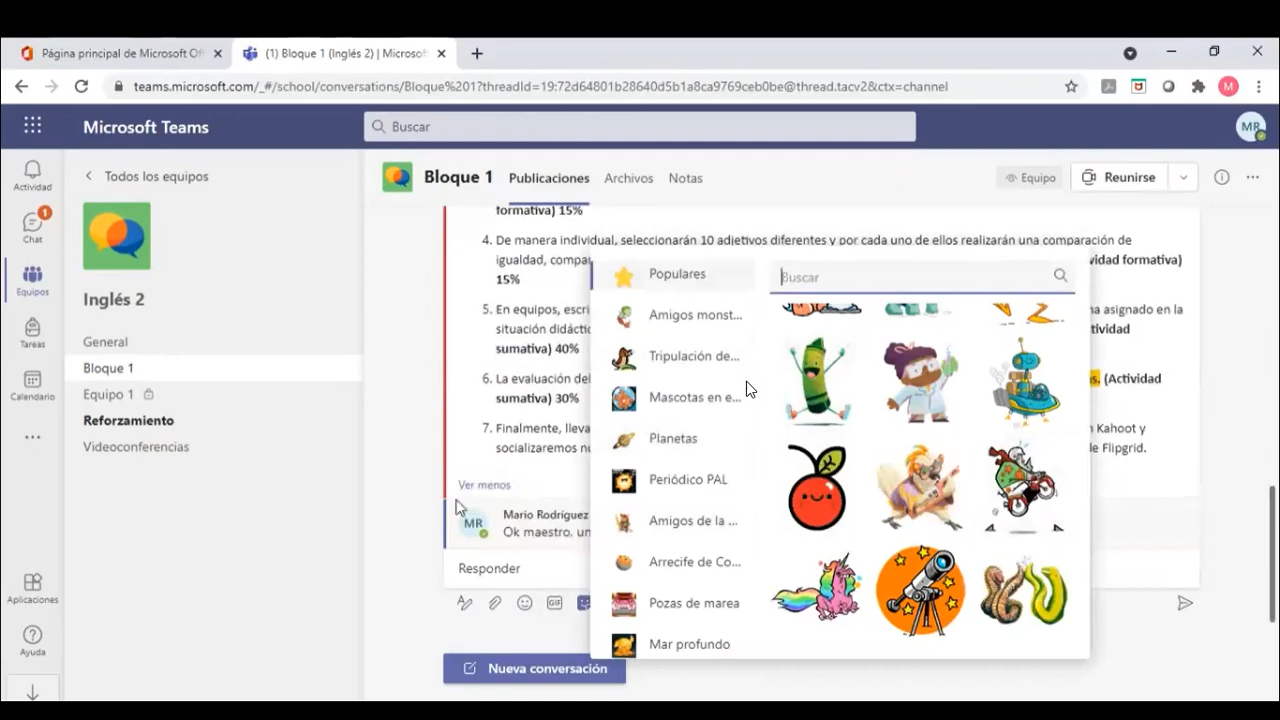 Página principal de Microsoft Of
(1) Bloque 1 (Inglés 2) | Microsof
teams.microsoft.com/_#/school/conversations/Bloque%201?threadId=19:72d64801b28640d5b1a8ca9769ceb0be@thread.tacv2&ctx=channel
M
Microsoft Teams
Buscar
MR
Actividad
1
Chat
Equipos
Tareas
Calendario
Aplicaciones
Ayuda
Todos los equipos
Inglés 2
General
Bloque 1
Equipo 1
Reforzamiento
Videoconferencias
Bloque 1
Publicaciones
Archivos
Notas
Equipo
Reunirse
formativa) 15%
4. De manera individual, seleccionarán 10 adjetivos diferentes y por cada uno de ellos realizarán una comparación de
igualdad, compa vidad formativa)
15%
5. En equipos, escri na asignado en la
situación didáctic ctividad
sumativa) 40%
6. La evaluación del as. (Actividad
sumativa) 30%
7. Finalmente, lleva n Kahoot y
socializaremos nu e Flipgrid.
Ver menos
MR
Mario Rodríguez
Ok maestro, un
Responder
GIF
Nueva conversación
Populares
Amigos monst...
Tripulación de...
Mascotas en e...
Planetas
Periódico PAL
Amigos de la ...
Arrecife de Co...
Pozas de marea
Mar profundo
Buscar